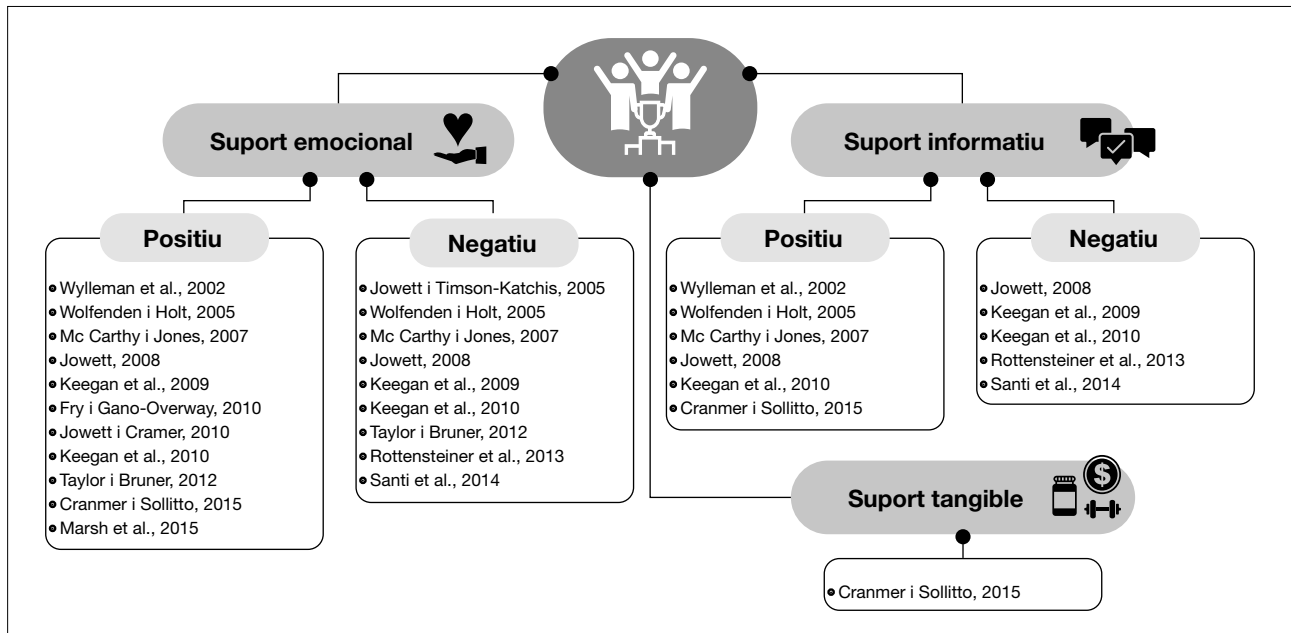 Suport emocional
Positiu
Wylleman et al., 2002
Wolfenden i Holt, 2005
Mc Carthy i Jones, 2007
Jowett, 2008
Keegan et al., 2009
Fry i Gano-Overway, 2010
Jowett i Cramer, 2010
Keegan et al., 2010
Taylor i Bruner, 2012
Cranmer i Sollitto, 2015
Marsh et al., 2015
Negatiu
Jowett i Timson-Katchis, 2005
Wolfenden i Holt, 2005
Mc Carthy i Jones, 2007
Jowett, 2008
Keegan et al., 2009
Keegan et al., 2010
Taylor i Bruner, 2012
Rottensteiner et al., 2013
Santi et al., 2014
Suport informatiu
Positiu
Wylleman et al., 2002
Wolfenden i Holt, 2005
Mc Carthy i Jones, 2007
Jowett, 2008
Keegan et al., 2010
Cranmer i Sollitto, 2015
Negatiu
Jowett, 2008
Keegan et al., 2009
Keegan et al., 2010
Rottensteiner et al., 2013
Santi et al., 2014
Suport tangible
$
Cranmer i Sollitto, 2015